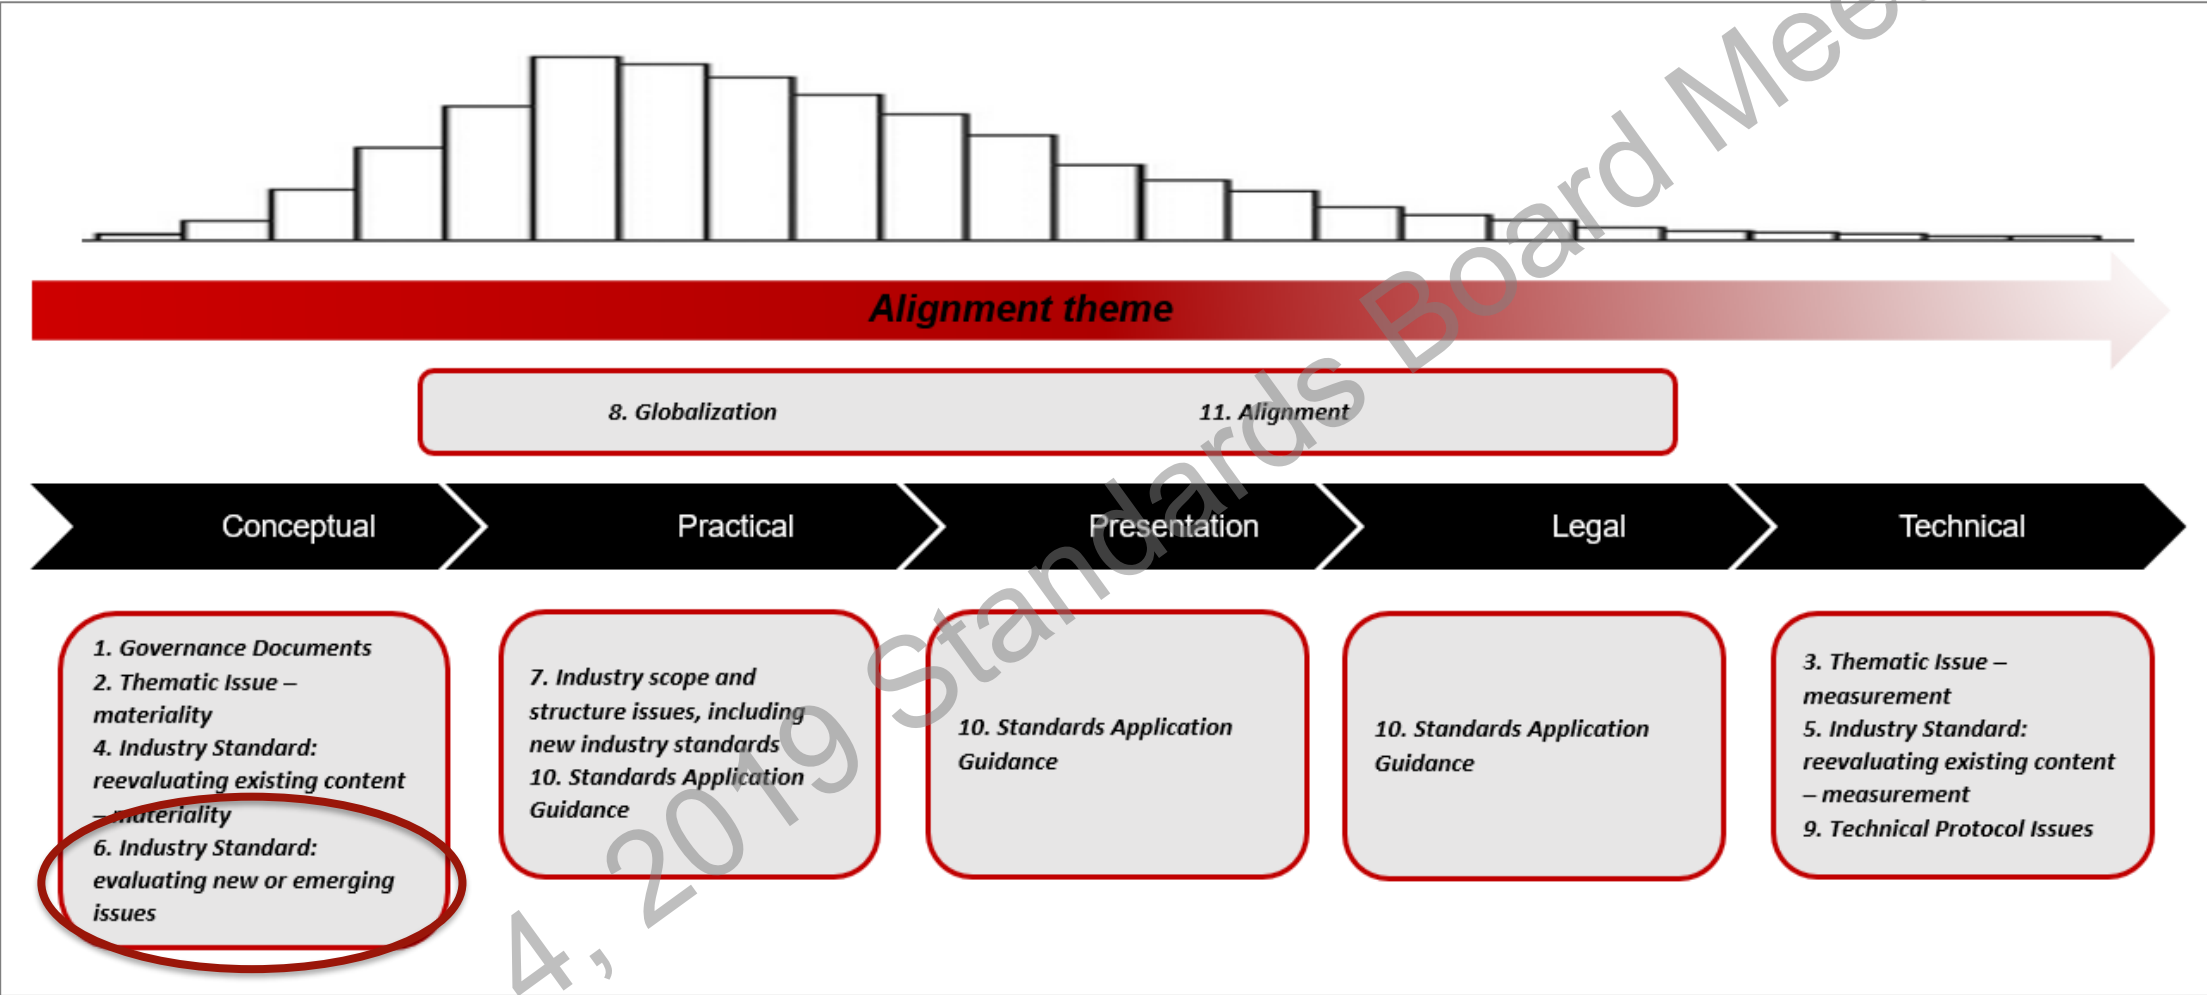 Alignment theme
8. Globalization 11. Alignment
Conceptual Practical Presentation Legal Technical
1. Governance Documents
2. Thematic Issue –
materiality
4. Industry Standard:
reevaluating existing content
– materiality
6. Industry Standard:
evaluating new or emerging
issues
7. Industry scope and
structure issues, including
new industry standards
10. Standards Application
Guidance
10. Standards Application
Guidance
10. Standards Application
Guidance
3. Thematic Issue –
measurement
5. Industry Standard:
reevaluating existing content
– measurement
9. Technical Protocol Issues
4, 2019 Standards Board